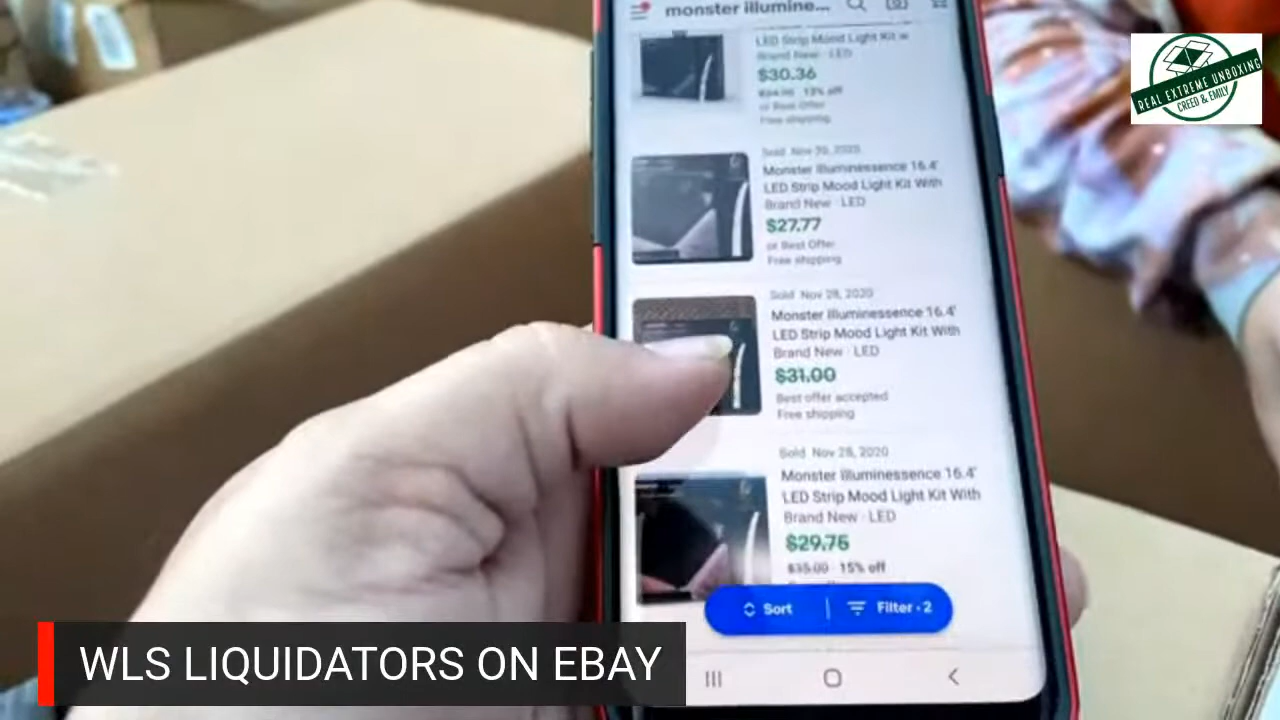 monster illumine...
LED Strip Mood Light Kit w
Brand New · LED
$30.36
13% off
or Best Offer
Free shipping
Sold Nov 30, 2020
Monster Illuminessence 16.4'
LED Strip Mood Light Kit With
Brand New · LED
$27.77
or Best Offer
Free shipping
Sold Nov 28, 2020
Monster Illuminessence 16.4'
LED Strip Mood Light Kit With
Brand New · LED
$31.00
Best offer accepted
Free shipping
Sold Nov 28, 2020
Monster Illuminessence 16.4'
LED Strip Mood Light Kit With
Brand New · LED
$29.75
$35.00 · 15% off
Sort
Filter · 2
REAL EXTREME UNBOXING
CREED & EMILY
WLS LIQUIDATORS ON EBAY